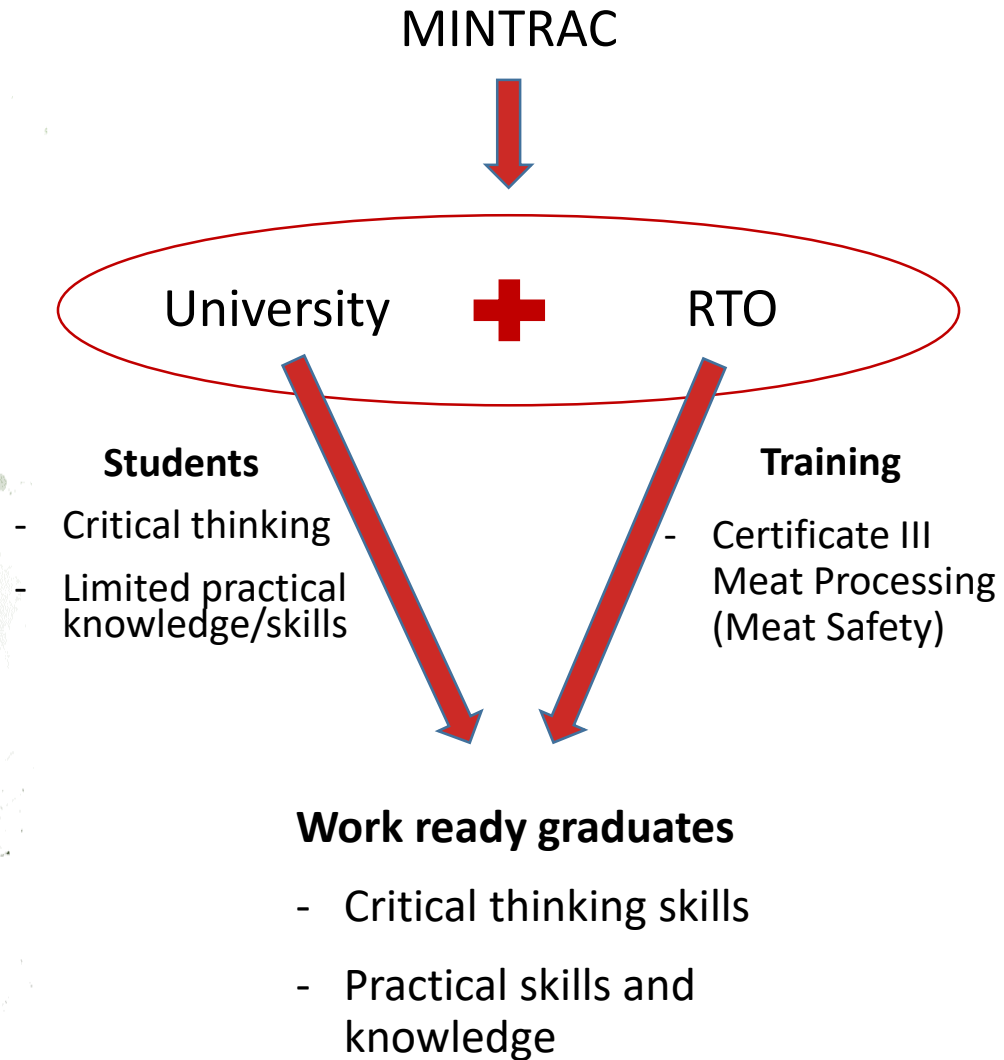 MINTRAC
University
RTO
Students
- Critical thinking
- Limited practical
knowledge/skills
Training
- Certificate III
Meat Processing
(Meat Safety)
Work ready graduates
- Critical thinking skills
- Practical skills and
knowledge